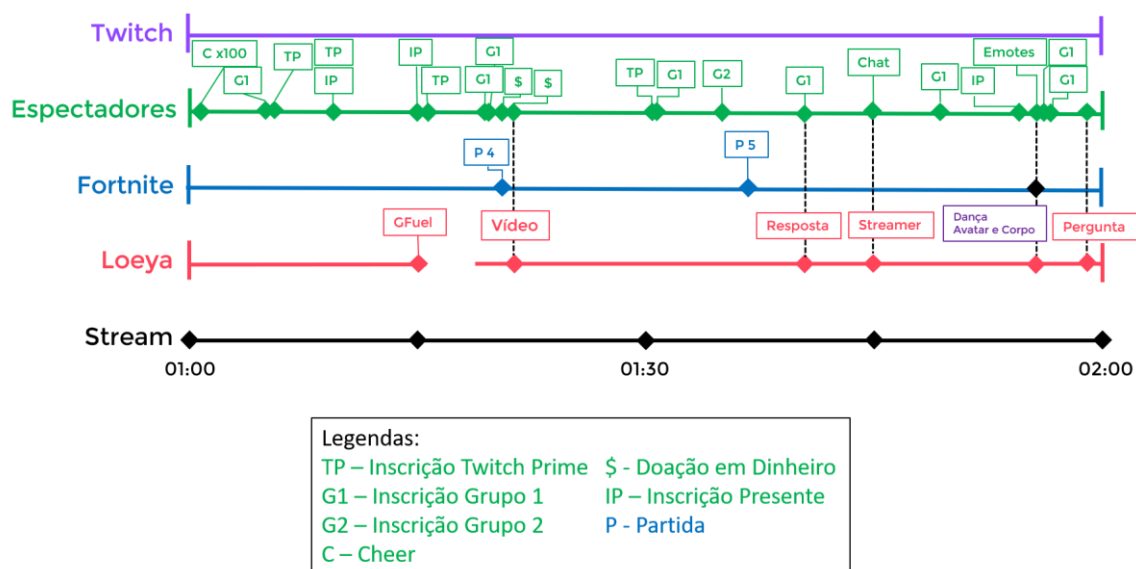 Twitch
C x100
TP
TP
IP
G1
Emotes
G1
G1
IP
TP
G1
$
$
TP
G1
G2
G1
Chat
G1
IP
G1
Espectadores
P 4
P 5
Fortnite
GFuel
Vídeo
Resposta
Streamer
Dança
Avatar e Corpo
Pergunta
Loeya
Stream
01:00
01:30
02:00
Legendas:
TP – Inscrição Twitch Prime
$ - Doação em Dinheiro
G1 – Inscrição Grupo 1
IP – Inscrição Presente
G2 – Inscrição Grupo 2
P - Partida
C – Cheer